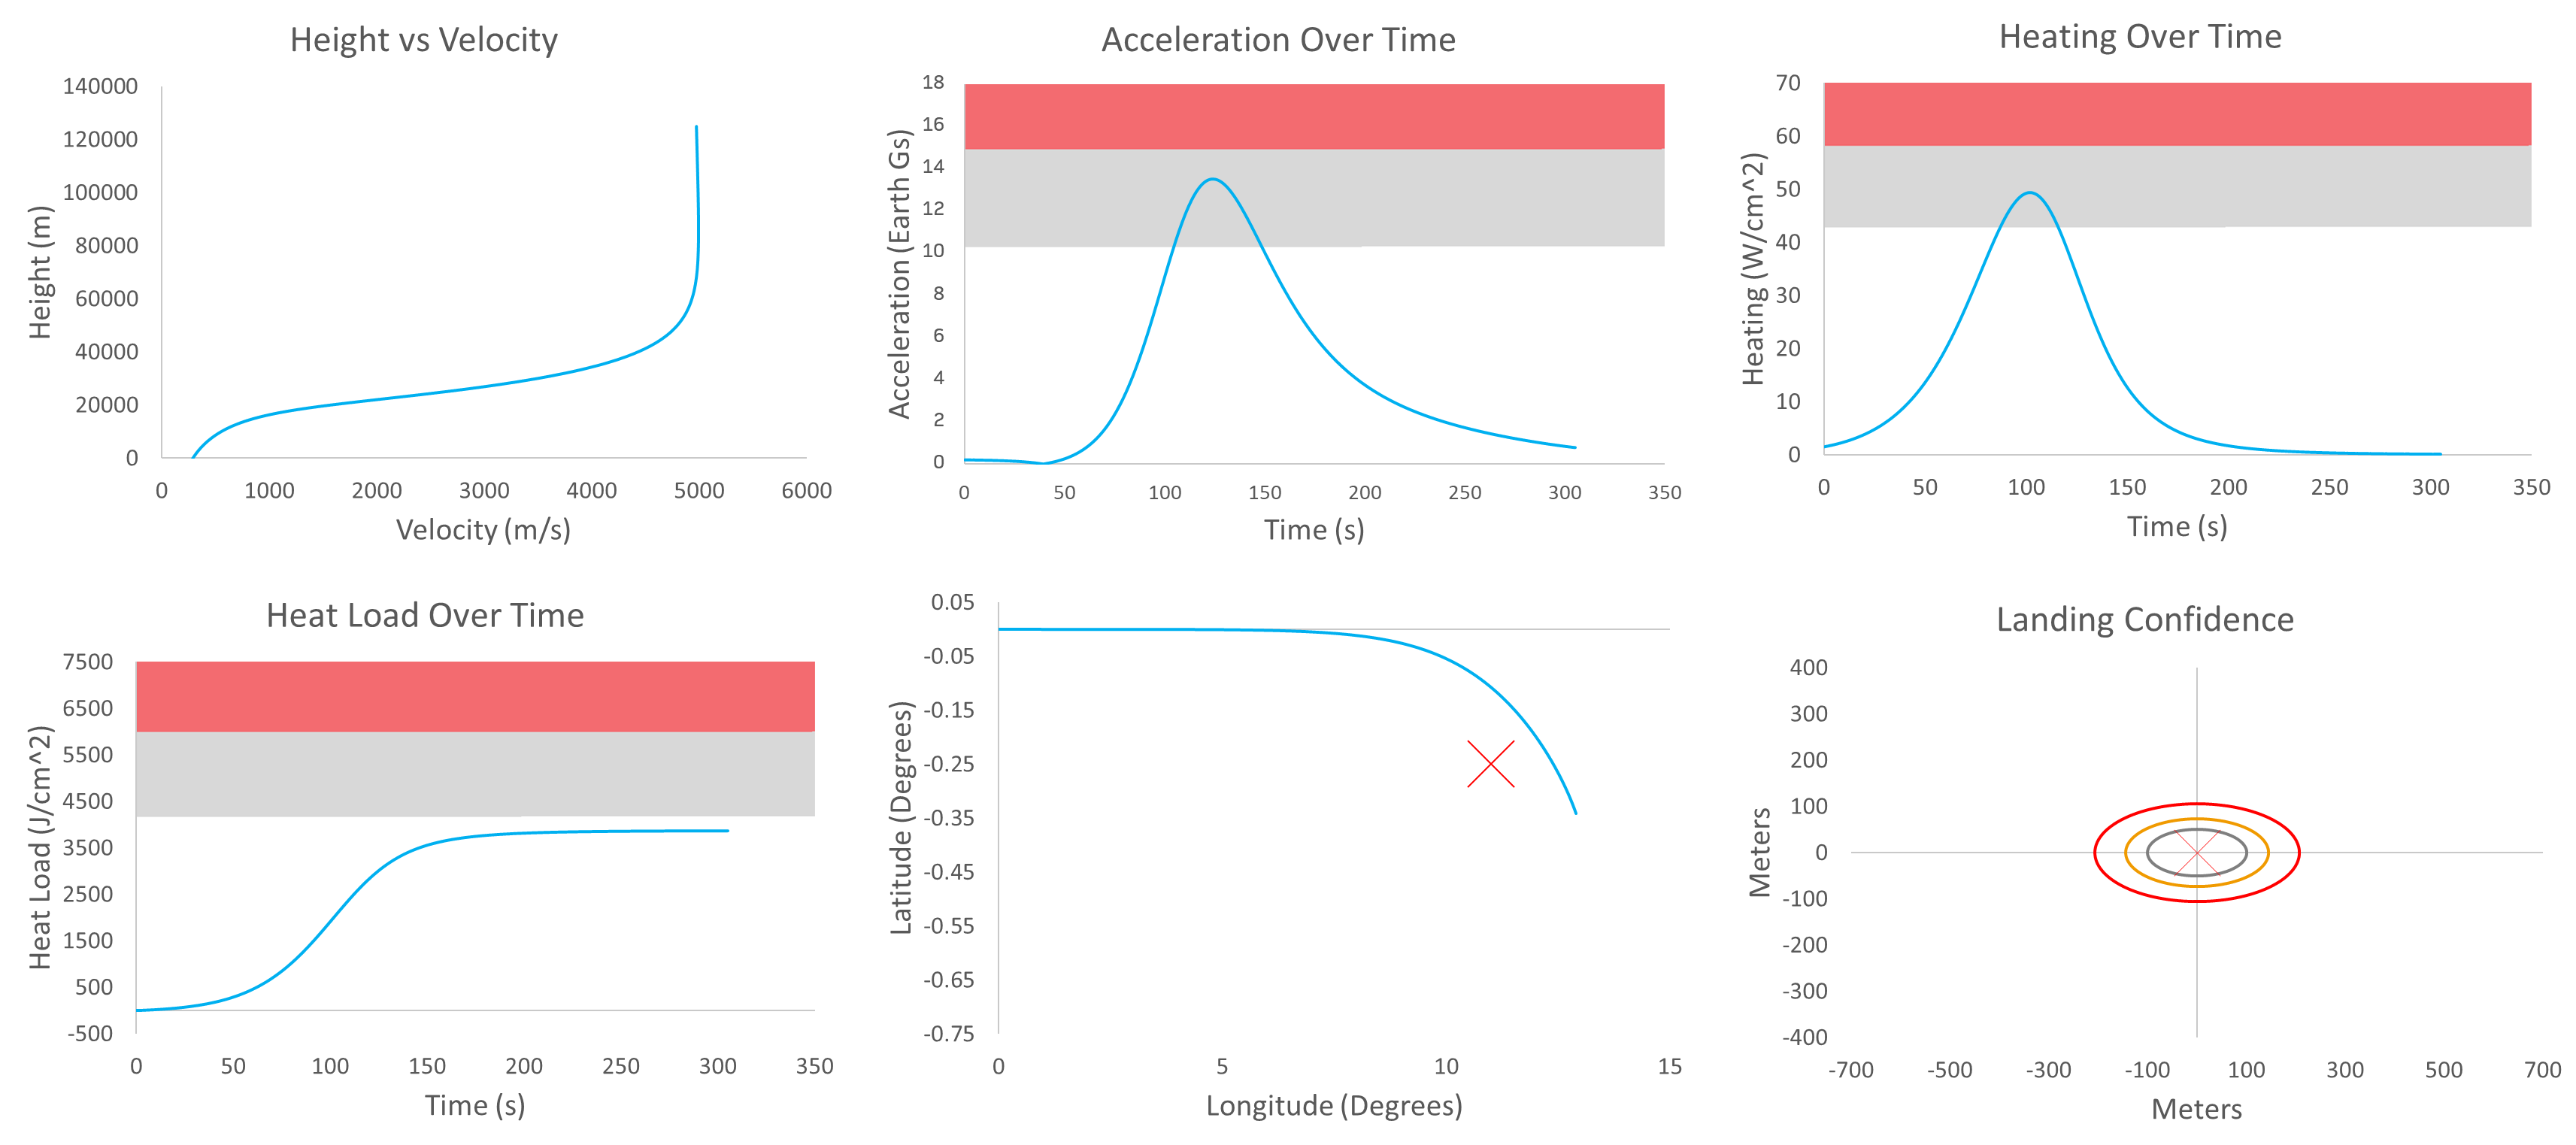 Height vs Velocity
140000
120000
100000
80000
60000
40000
20000
0
Height (m)
0 1000 2000 3000 4000 5000 6000
Velocity (m/s)
Acceleration Over Time
18
16
14
12
10
8
6
4
2
0
Acceleration (Earth Gs)
0 50 100 150 200 250 300 350
Time (s)
Heating Over Time
70
60
50
40
30
20
10
0
Heating (W/cm^2)
0 50 100 150 200 250 300 350
Time (s)
Heat Load Over Time
7500
6500
5500
4500
3500
2500
1500
500
-500
Heat Load (J/cm^2)
0 50 100 150 200 250 300 350
Time (s)
0.05
-0.05
-0.15
-0.25
-0.35
-0.45
-0.55
-0.65
-0.75
Latitude (Degrees)
0 5 10 15
Longitude (Degrees)
Landing Confidence
400
300
200
100
0
-100
-200
-300
-400
Meters
-700 -500 -300 -100 100 300 500 700
Meters